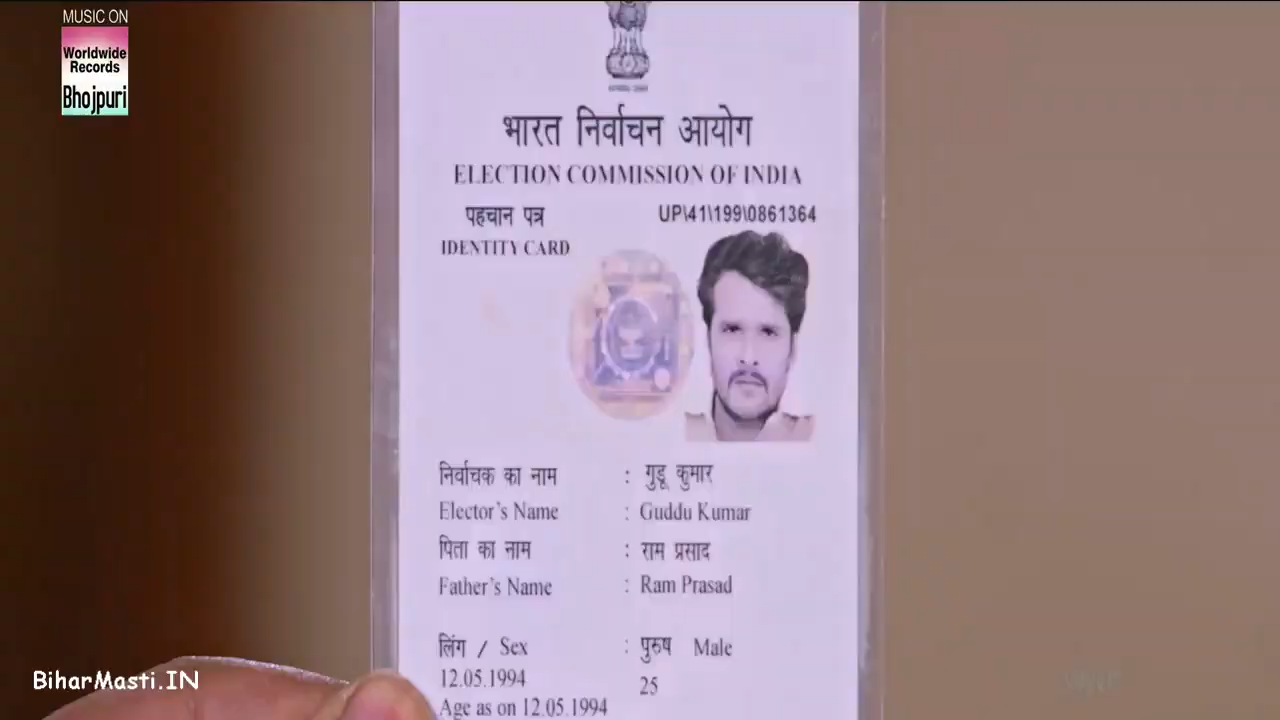 MUSIC ON
Worldwide
Records
Bhojpuri
भारत निर्वाचन आयोग
ELECTION COMMISSION OF INDIA
पहचान पत्र
UP\41\199\0861364
IDENTITY CARD
निर्वाचक का नाम : गुड्डू कुमार
Elector's Name : Guddu Kumar
पिता का नाम : राम प्रसाद
Father's Name : Ram Prasad
लिंग / Sex : पुरुष Male
12.05.1994 25
Age as on 12.05.1994
BiharMasti.IN